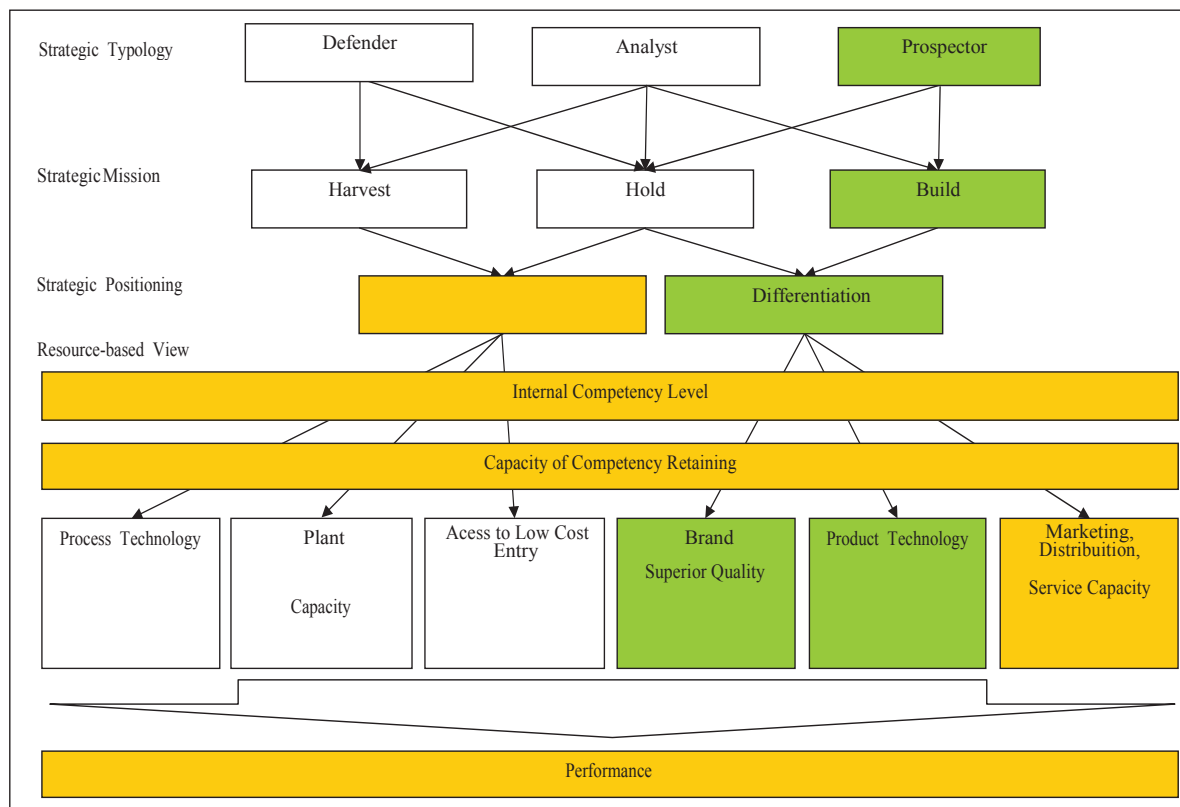 Strategic Typology
Defender
Analyst
Prospector
Strategic Mission
Harvest
Hold
Build
Strategic Positioning
Differentiation
Resource-based View
Internal Competency Level
Capacity of Competency Retaining
Process Technology
Plant
Capacity
Acess to Low Cost
Entry
Brand
Superior Quality
Product Technology
Marketing,
Distribuition,
Service Capacity
Performance